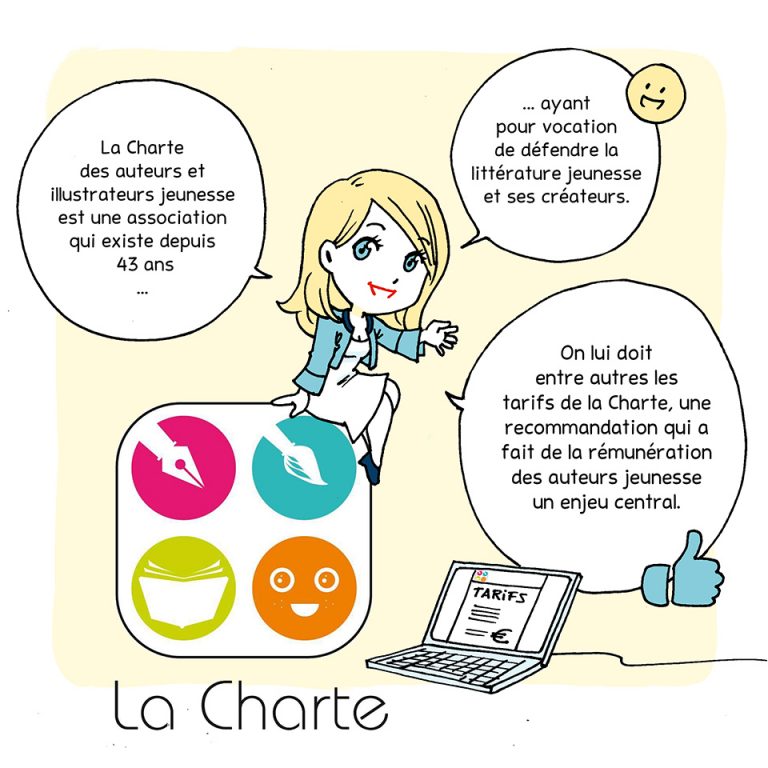 La Charte
des auteurs et
illustrateurs jeunesse
est une association
qui existe depuis
43 ans
...
... ayant
pour vocation
de défendre la
littérature jeunesse
et ses créateurs.
On lui doit
entre autres les
tarifs de la Charte, une
recommandation qui a
fait de la rémunération
des auteurs jeunesse
un enjeu central.
TARiFS
€
La Charte